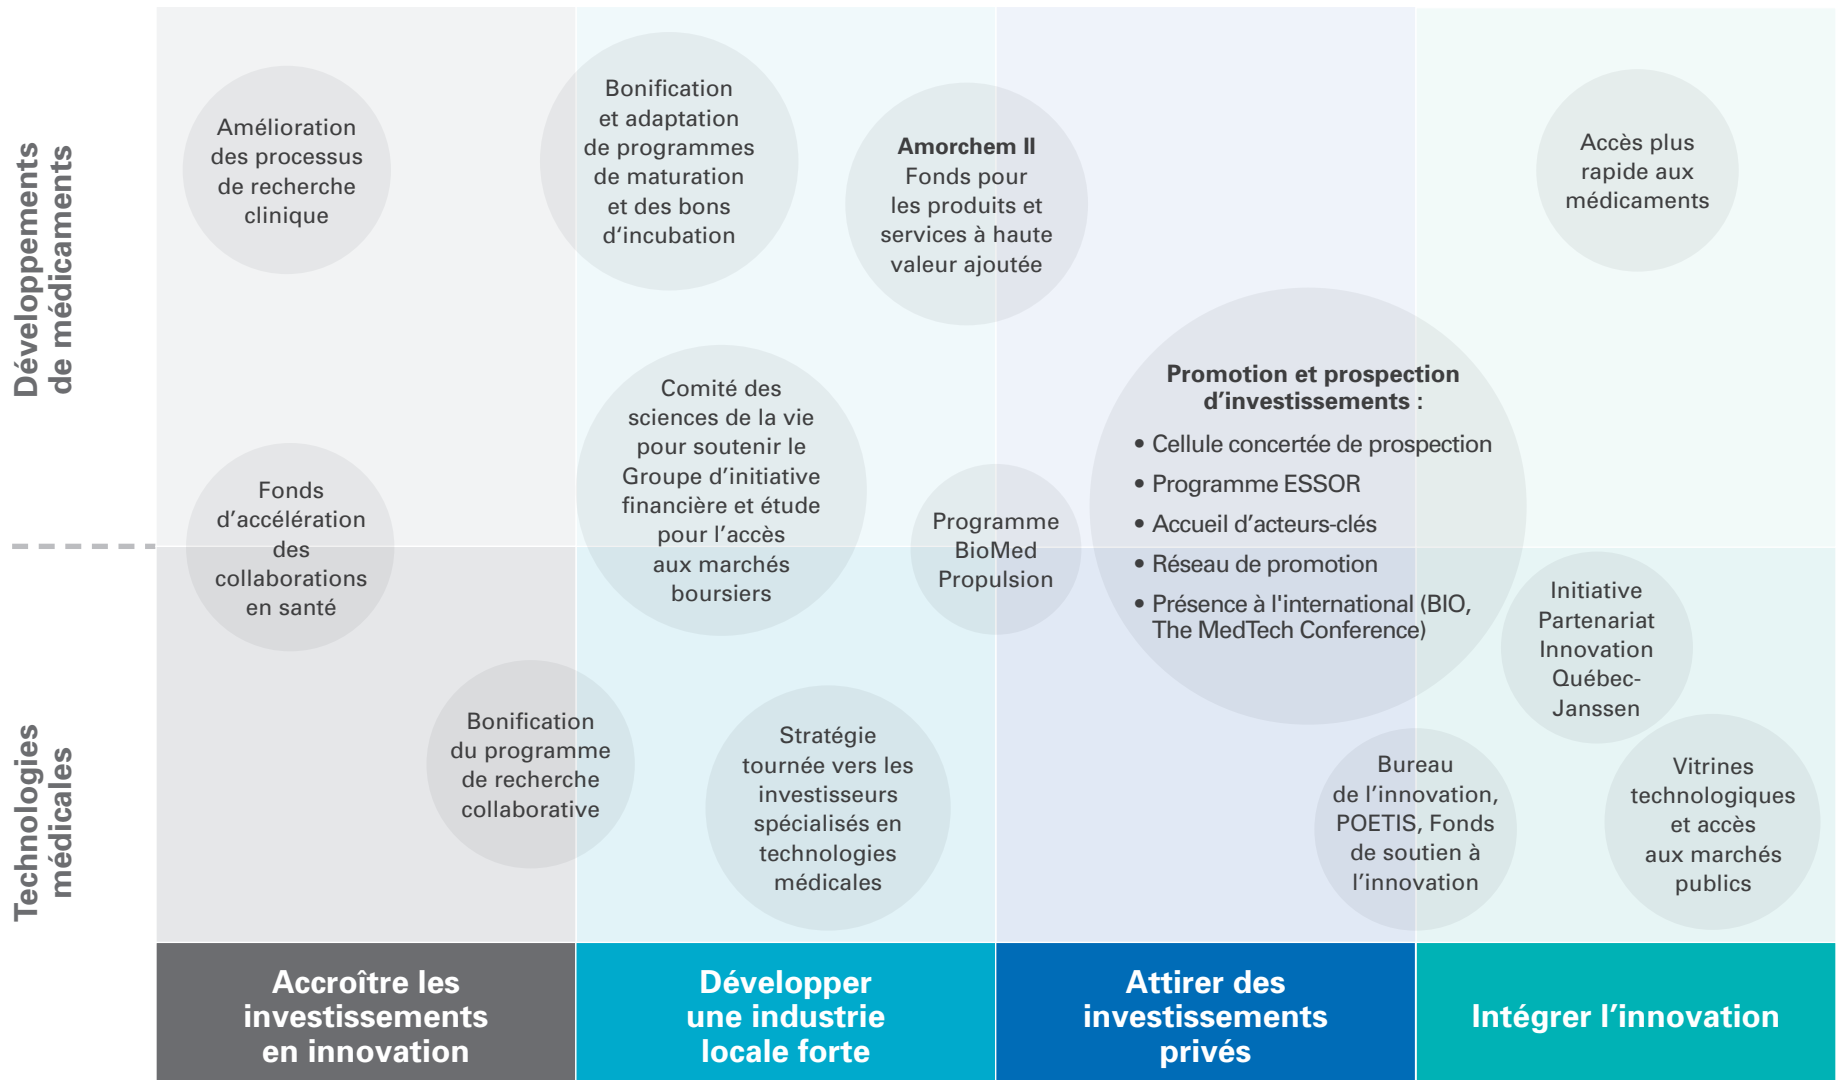 Développements
de médicaments
Technologies
médicales
Amélioration
des processus
de recherche
clinique
Fonds
d’accélération
des
collaborations
en santé
Bonification
du programme
de recherche
collaborative
Bonification
et adaptation
de programmes
de maturation
et des bons
d‘incubation
Amorchem II
Fonds pour
les produits et
services à haute
valeur ajoutée
Comité des
sciences de la vie
pour soutenir le
Groupe d’initiative
financière et étude
pour l’accès
aux marchés
boursiers
Programme
BioMed
Propulsion
Stratégie
tournée vers les
investisseurs
spécialisés en
technologies
médicales
Promotion et prospection
d’investissements :
• Cellule concertée de prospection
• Programme ESSOR
• Accueil d’acteurs-clés
• Réseau de promotion
• Présence à l'international (BIO,
The MedTech Conference)
Accès plus
rapide aux
médicaments
Initiative
Partenariat
Innovation
Québec-
Janssen
Bureau
de l’innovation,
POETIS, Fonds
de soutien à
l’innovation
Vitrines
technologiques
et accès
aux marchés
publics
Accroître les
investissements
en innovation
Développer
une industrie
locale forte
Attirer des
investissements
privés
Intégrer l’innovation